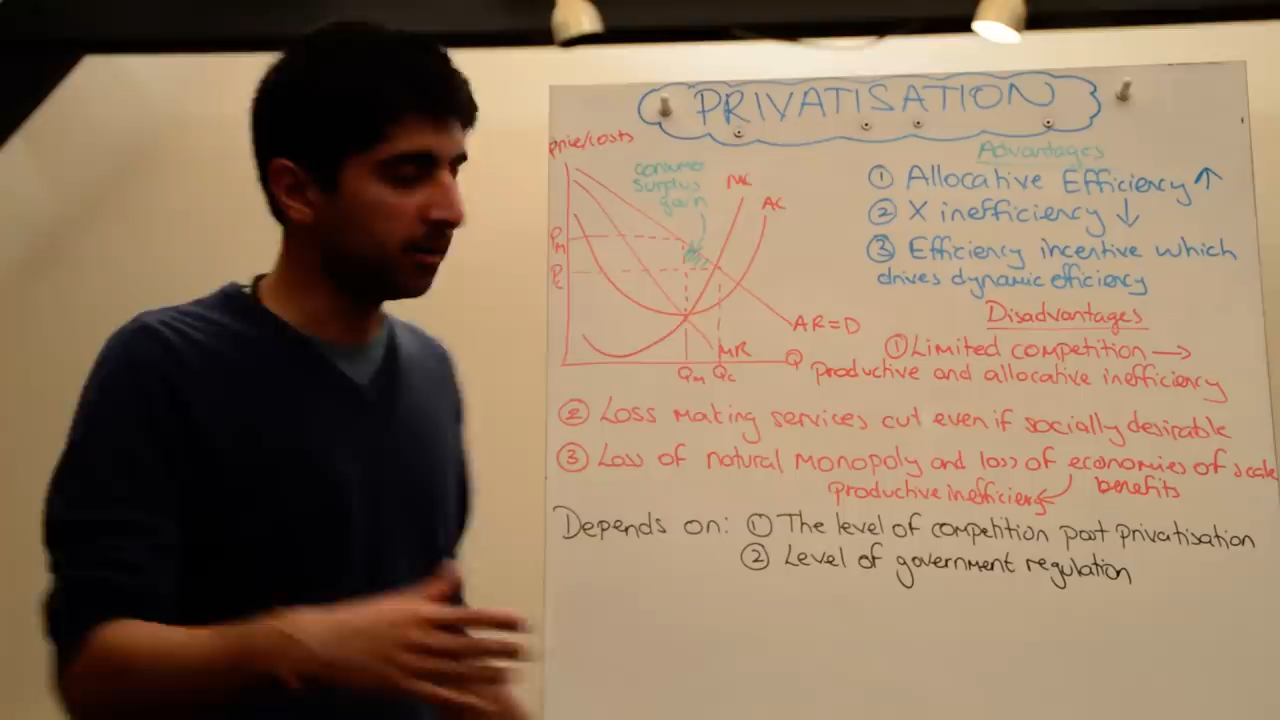 PRIVATISATION
price/costs
consumer
surplus
gain
MC
AC
PM
PC
AR=D
MR
QM QC
Q
Advantages
① Allocative Efficiency ↑
② X inefficiency ↓
③ Efficiency incentive which
drives dynamic efficiency
Disadvantages
① Limited competition →
productive and allocative inefficiency
② Loss making services cut even if socially desirable
③ Loss of natural monopoly and loss of economies of scale
benefits
productive inefficiency
Depends on: ① The level of competition post privatisation
② Level of government regulation